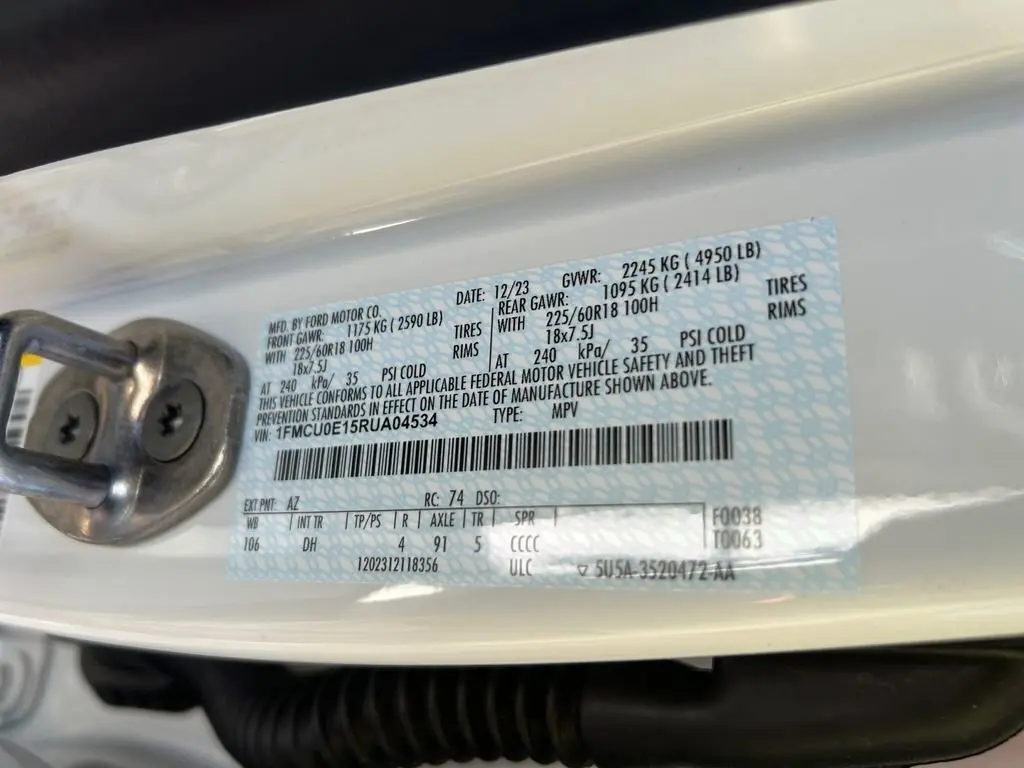 MFD. BY FORD MOTOR CO.
DATE: 12/23 GVWR: 2245 KG ( 4950 LB)
FRONT GAWR: 1175 KG ( 2590 LB)
REAR GAWR: 1095 KG ( 2414 LB)
WITH 225/60R18 100H TIRES
WITH 225/60R18 100H TIRES
18x7.5J RIMS
18x7.5J RIMS
AT 240 kPa/ 35 PSI COLD
AT 240 kPa/ 35 PSI COLD
THIS VEHICLE CONFORMS TO ALL APPLICABLE FEDERAL MOTOR VEHICLE SAFETY AND THEFT
PREVENTION STANDARDS IN EFFECT ON THE DATE OF MANUFACTURE SHOWN ABOVE.
VIN: 1FMCU0E15RUA04534 TYPE: MPV
EXT PNT: AZ RC: 74 DSO:
WB | INT TR | TP/PS | R | AXLE | TR | SPR
F0038
106 DH 4 91 5 CCCC
T0063
1202312118356 ULC ▽ 5U5A-3520472-AA